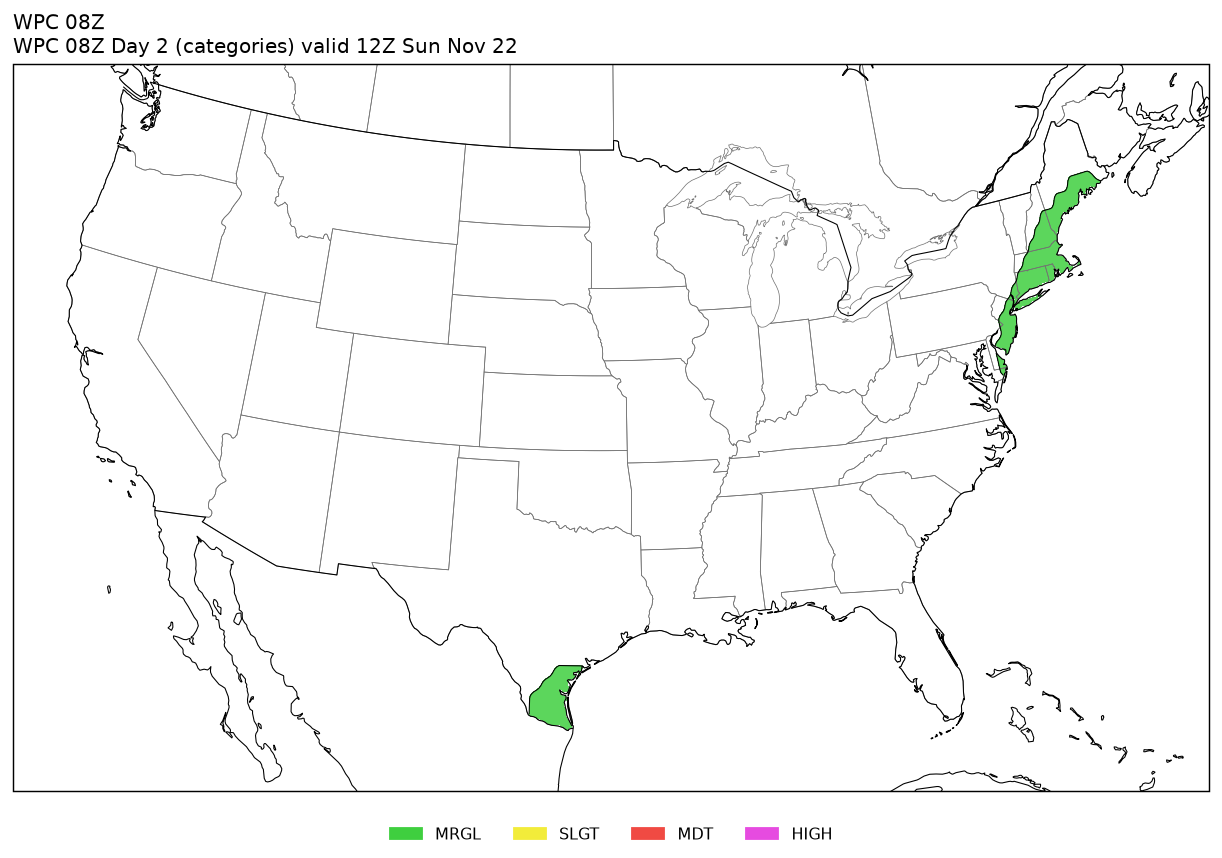 WPC 08Z
WPC 08Z Day 2 (categories) valid 12Z Sun Nov 22
MRGL SLGT MDT HIGH